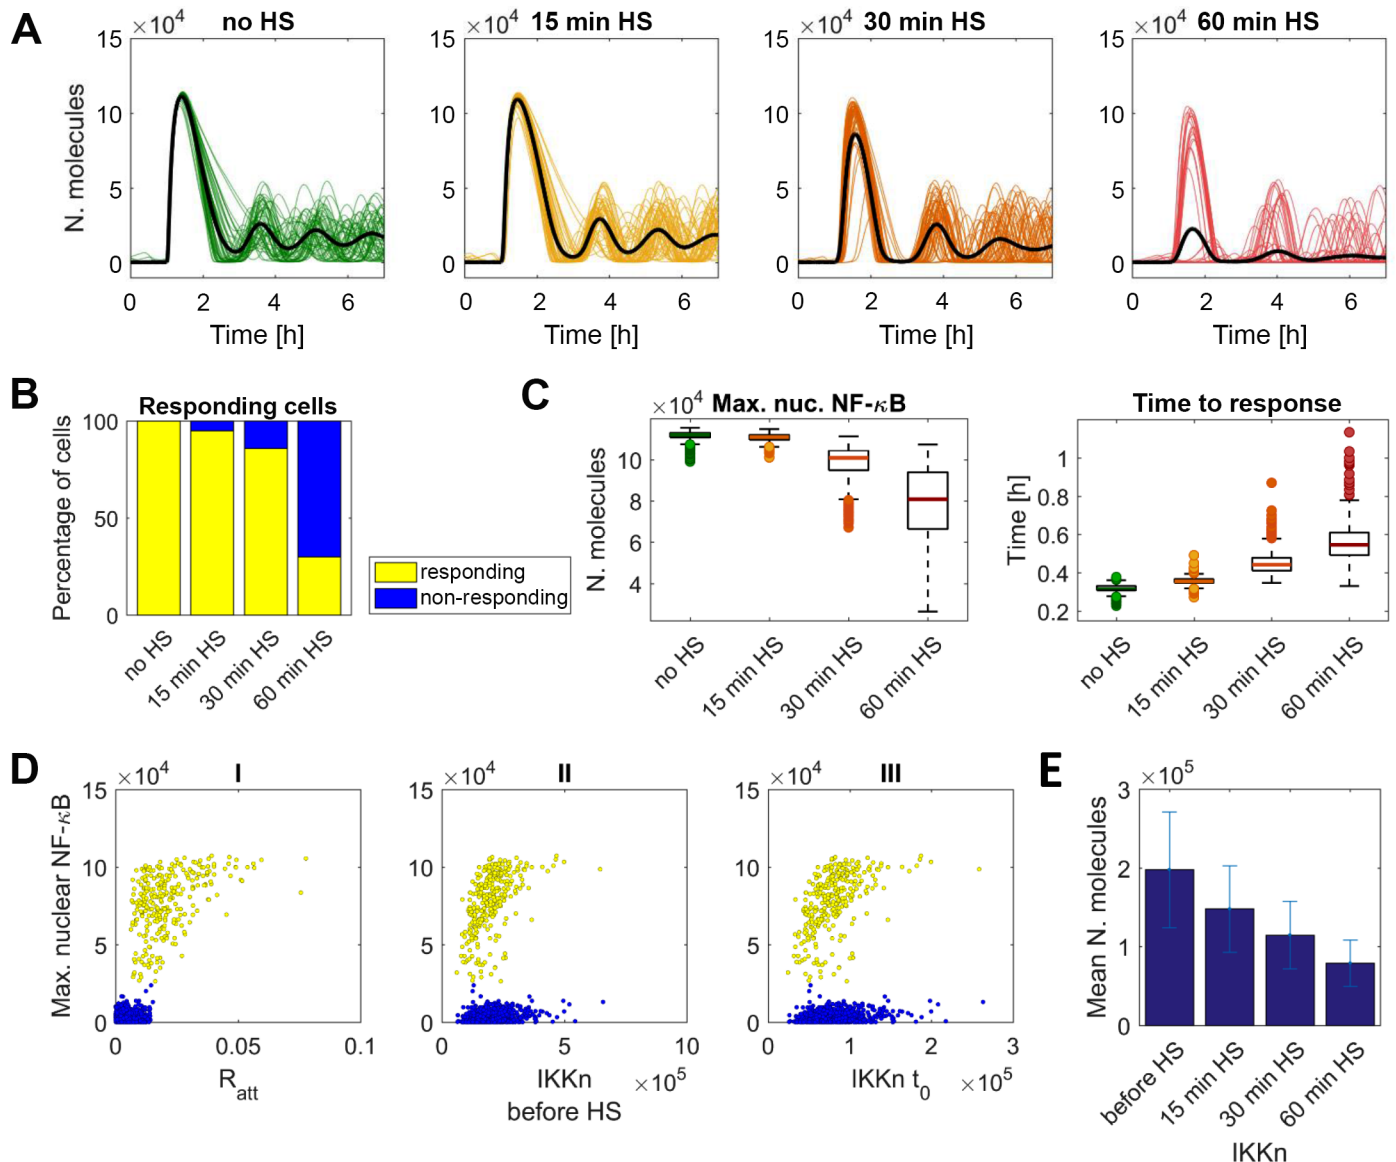 A
×10⁴ no HS
×10⁴ 15 min HS
×10⁴ 30 min HS
×10⁴ 60 min HS
N. molecules
15
10
5
0
0 2 4 6
Time [h]
15
10
5
0
0 2 4 6
Time [h]
15
10
5
0
0 2 4 6
Time [h]
15
10
5
0
0 2 4 6
Time [h]
B
Responding cells
Percentage of cells
100
50
0
no HS
15 min HS
30 min HS
60 min HS
responding
non-responding
C
×10⁴ Max. nuc. NF-κB
N. molecules
10
8
6
4
no HS
15 min HS
30 min HS
60 min HS
Time to response
Time [h]
1
0.8
0.6
0.4
0.2
no HS
15 min HS
30 min HS
60 min HS
D
Max. nuclear NF-κB
×10⁴ I
15
10
5
0
0 0.05 0.1
R_att
×10⁴ II
15
10
5
0
0 5 10
IKKn ×10⁵
before HS
×10⁴ III
15
10
5
0
0 1 2 3
IKKn t₀ ×10⁵
E
×10⁵
Mean N. molecules
3
2
1
0
before HS
15 min HS
30 min HS
60 min HS
IKKn